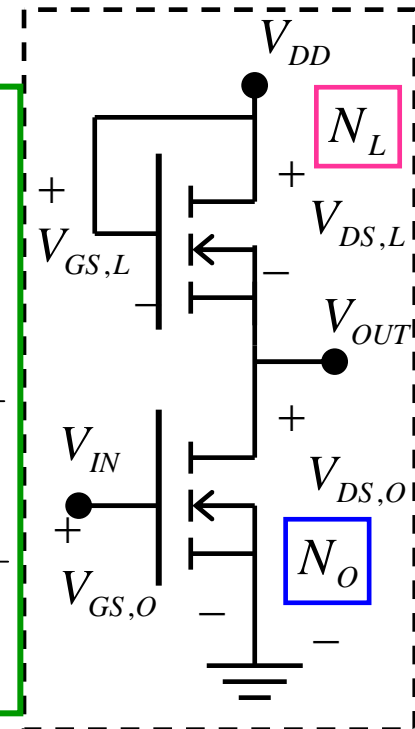 V_DD
N_L
+
+
V_GS,L
V_DS,L
−
−
V_OUT
+
V_IN
V_DS,O
+
N_O
V_GS,O
−
−